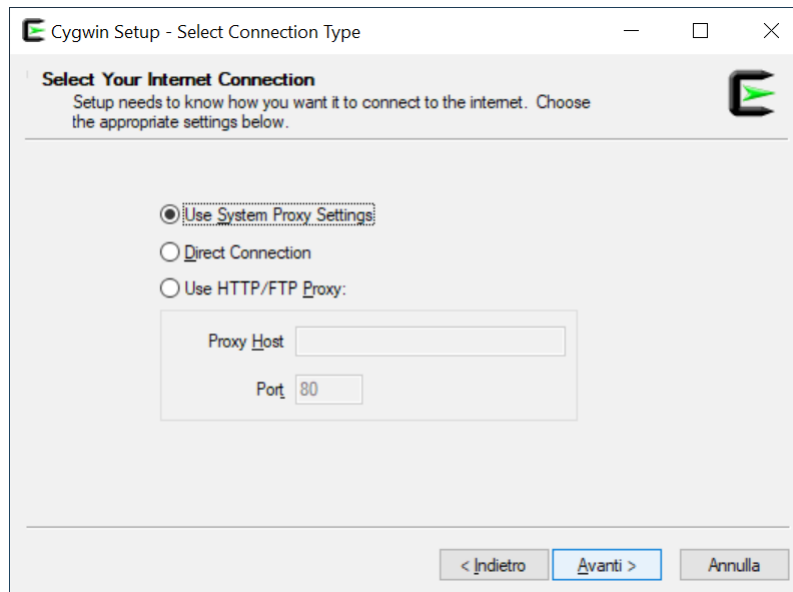 Cygwin Setup - Select Connection Type
Select Your Internet Connection
Setup needs to know how you want it to connect to the internet. Choose
the appropriate settings below.
Use System Proxy Settings
Direct Connection
Use HTTP/FTP Proxy:
Proxy Host
Port 80
< Indietro Avanti > Annulla